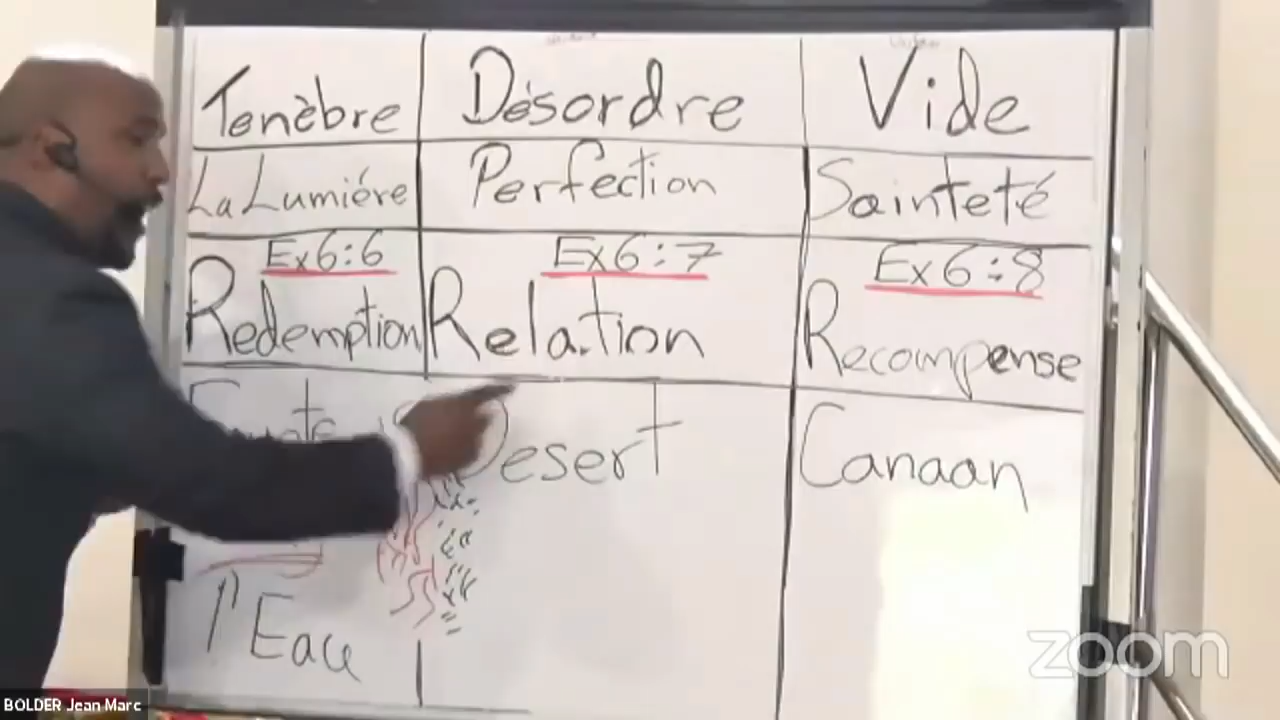 Tenèbre Désordre Vide
La Lumiére Perfection Sainteté
Ex6:6 Ex6:7 Ex6:8
Redemption Relation Recompense
Desert Canaan
l'Eau
zoom
BOLDER Jean Marc